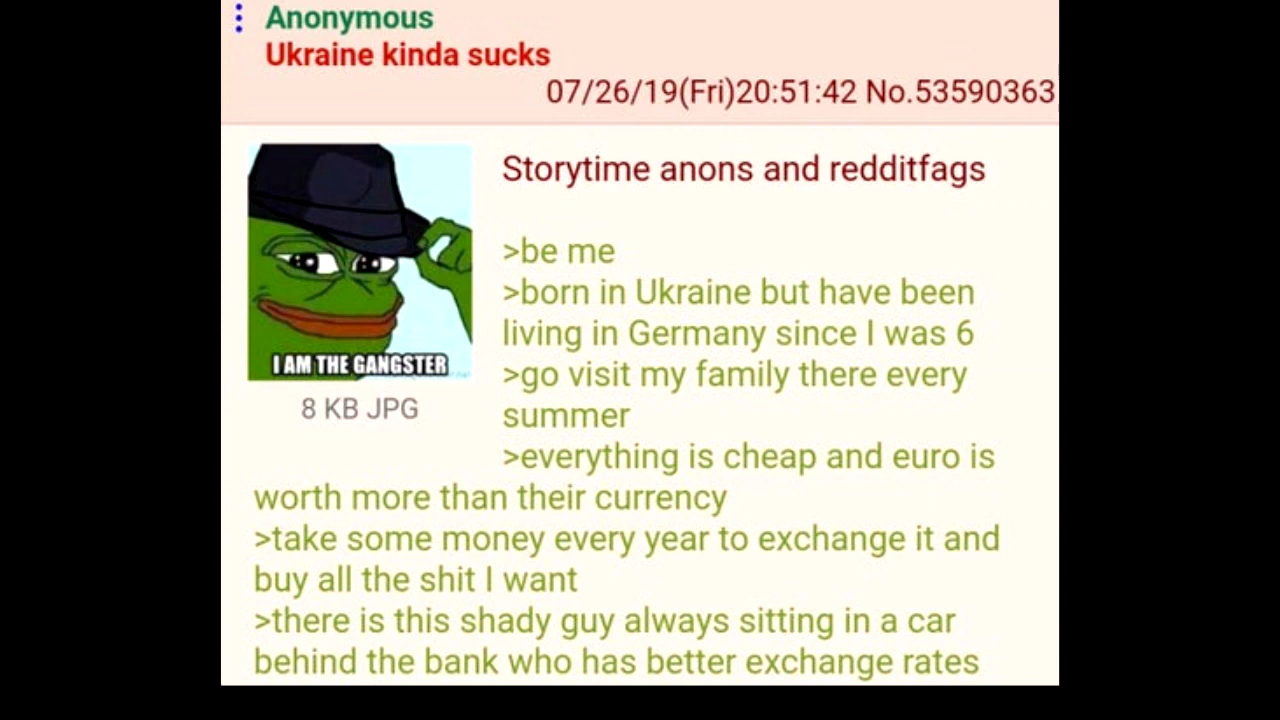 Anonymous
Ukraine kinda sucks
07/26/19(Fri)20:51:42 No.53590363
I AM THE GANGSTER
8 KB JPG
Storytime anons and redditfags
>be me
>born in Ukraine but have been
living in Germany since I was 6
>go visit my family there every
summer
>everything is cheap and euro is
worth more than their currency
>take some money every year to exchange it and
buy all the shit I want
>there is this shady guy always sitting in a car
behind the bank who has better exchange rates